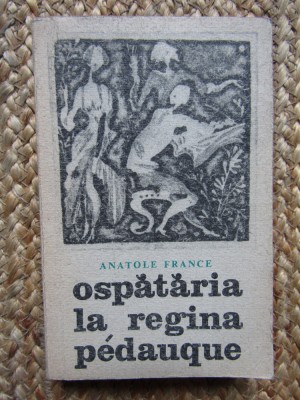 ANATOLE FRANCE
ospătăria
la regina
pédauque